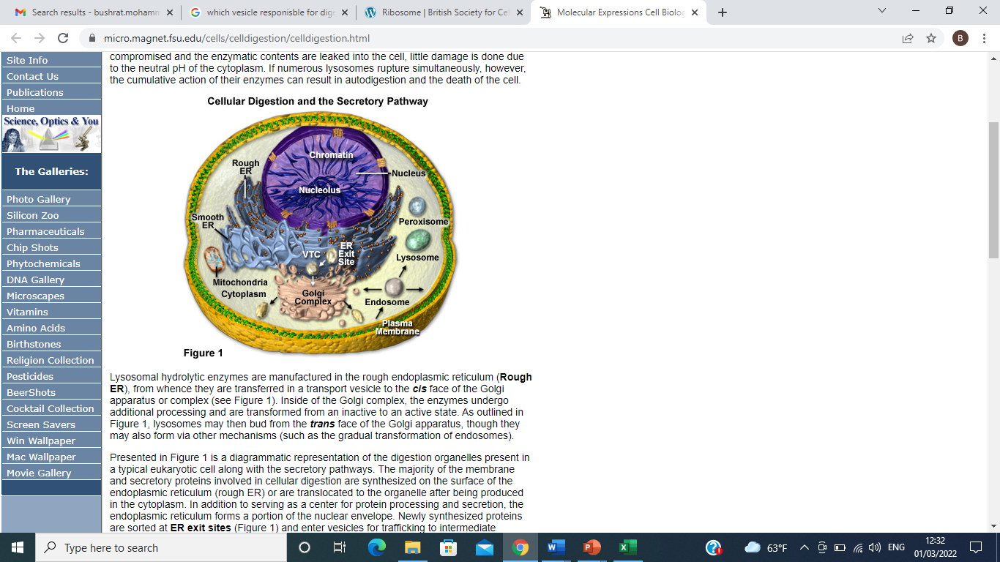 Search results - bushrat.mohamm
which vesicle responisble for dige
Ribosome | British Society for Cel
Molecular Expressions Cell Biolog
micro.magnet.fsu.edu/cells/celldigestion/celldigestion.html
B
Site Info
Contact Us
Publications
Home
Science, Optics & You
The Galleries:
Photo Gallery
Silicon Zoo
Pharmaceuticals
Chip Shots
Phytochemicals
DNA Gallery
Microscapes
Vitamins
Amino Acids
Birthstones
Religion Collection
Pesticides
BeerShots
Cocktail Collection
Screen Savers
Win Wallpaper
Mac Wallpaper
Movie Gallery
compromised and the enzymatic contents are leaked into the cell, little damage is done due
to the neutral pH of the cytoplasm. If numerous lysosomes rupture simultaneously, however,
the cumulative action of their enzymes can result in autodigestion and the death of the cell.
Cellular Digestion and the Secretory Pathway
Chromatin
Rough
ER
Nucleus
Nucleolus
Smooth
ER
Peroxisome
VTC
ER
Exit
Site
Lysosome
Mitochondria
Cytoplasm
Golgi
Complex
Endosome
Plasma
Membrane
Figure 1
Lysosomal hydrolytic enzymes are manufactured in the rough endoplasmic reticulum (Rough
ER), from whence they are transferred in a transport vesicle to the cis face of the Golgi
apparatus or complex (see Figure 1). Inside of the Golgi complex, the enzymes undergo
additional processing and are transformed from an inactive to an active state. As outlined in
Figure 1, lysosomes may then bud from the trans face of the Golgi apparatus, though they
may also form via other mechanisms (such as the gradual transformation of endosomes).
Presented in Figure 1 is a diagrammatic representation of the digestion organelles present in
a typical eukaryotic cell along with the secretory pathways. The majority of the membrane
and secretory proteins involved in cellular digestion are synthesized on the surface of the
endoplasmic reticulum (rough ER) or are translocated to the organelle after being produced
in the cytoplasm. In addition to serving as a center for protein processing and secretion, the
endoplasmic reticulum forms a portion of the nuclear envelope. Newly synthesized proteins
are sorted at ER exit sites (Figure 1) and enter vesicles for trafficking to intermediate
Type here to search
63°F
ENG
12:32
01/03/2022